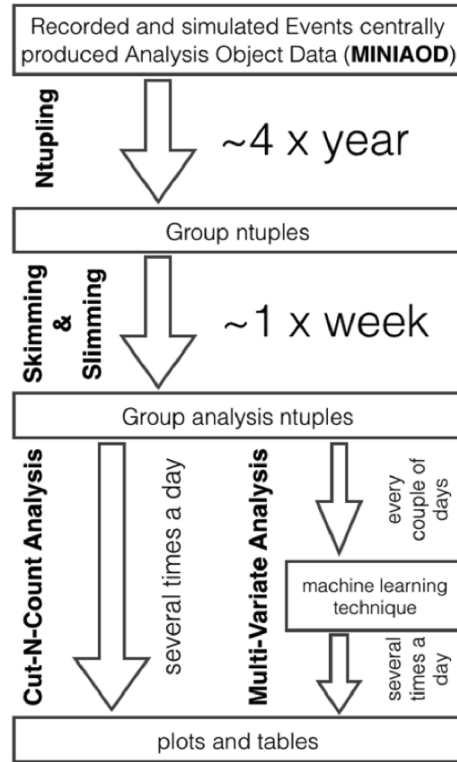 Recorded and simulated Events centrally
produced Analysis Object Data (MINIAOD)
Ntupling
~4 x year
Group ntuples
Skimming
&
Slimming
~1 x week
Group analysis ntuples
Cut-N-Count Analysis
several times a day
Multi-Variate Analysis
every
couple of
days
machine learning
technique
several
times a
day
plots and tables